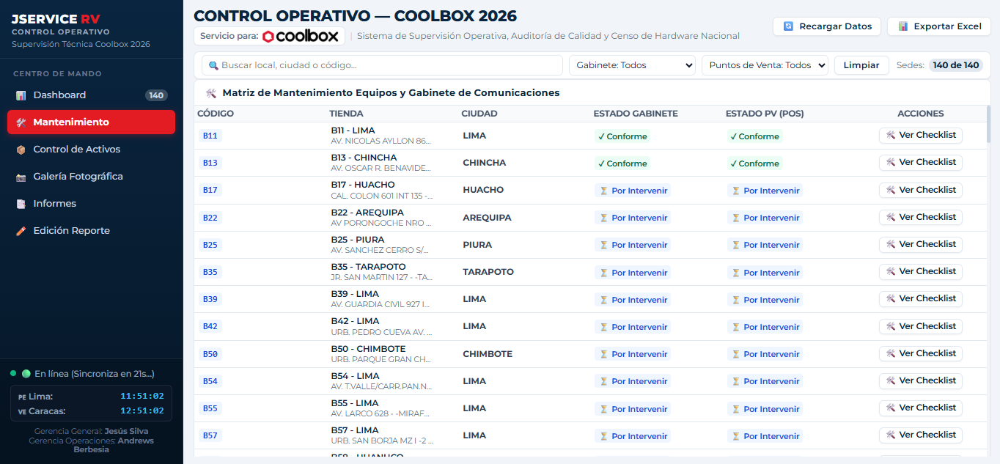 JSERVICE RV
CONTROL OPERATIVO
Supervisión Técnica Coolbox 2026
CENTRO DE MANDO
Dashboard 140
Mantenimiento
Control de Activos
Galería Fotográfica
Informes
Edición Reporte
En línea (Sincroniza en 21s...)
PE Lima: 11:51:02
VE Caracas: 12:51:02
Gerencia General: Jesús Silva
Gerencia Operaciones: Andrews
Berbesia
CONTROL OPERATIVO — COOLBOX 2026
Servicio para: coolbox | Sistema de Supervisión Operativa, Auditoría de Calidad y Censo de Hardware Nacional
Recargar Datos
Exportar Excel
Buscar local, ciudad o código...
Gabinete: Todos
Puntos de Venta: Todos
Limpiar
Sedes: 140 de 140
Matriz de Mantenimiento Equipos y Gabinete de Comunicaciones
CÓDIGO TIENDA CIUDAD ESTADO GABINETE ESTADO PV (POS) ACCIONES
B11 B11 - LIMA LIMA ✓ Conforme ✓ Conforme Ver Checklist
AV. NICOLAS AYLLON 86...
B13 B13 - CHINCHA CHINCHA ✓ Conforme ✓ Conforme Ver Checklist
AV. OSCAR R. BENAVIDE...
B17 B17 - HUACHO HUACHO Por Intervenir Por Intervenir Ver Checklist
CAL. COLON 601 INT 135 -...
B22 B22 - AREQUIPA AREQUIPA Por Intervenir Por Intervenir Ver Checklist
AV PORONGOCHE NRO ...
B25 B25 - PIURA PIURA Por Intervenir Por Intervenir Ver Checklist
AV. SANCHEZ CERRO S/...
B35 B35 - TARAPOTO TARAPOTO Por Intervenir Por Intervenir Ver Checklist
JR. SAN MARTIN 127 - -TA...
B39 B39 - LIMA LIMA Por Intervenir Por Intervenir Ver Checklist
AV. GUARDIA CIVIL 927 I...
B42 B42 - LIMA LIMA Por Intervenir Por Intervenir Ver Checklist
URB. PEDRO CUEVA AV. ...
B50 B50 - CHIMBOTE CHIMBOTE Por Intervenir Por Intervenir Ver Checklist
URB. PARQUE GRAN CH...
B54 B54 - LIMA LIMA Por Intervenir Por Intervenir Ver Checklist
AV. T.VALLE/CARR.PAN.N...
B55 B55 - LIMA LIMA Por Intervenir Por Intervenir Ver Checklist
AV. LARCO 628 - -MIRAF...
B57 B57 - LIMA LIMA Por Intervenir Por Intervenir Ver Checklist
URB. SAN BORJA MZ I -2 ...
B58 - HUANUCO